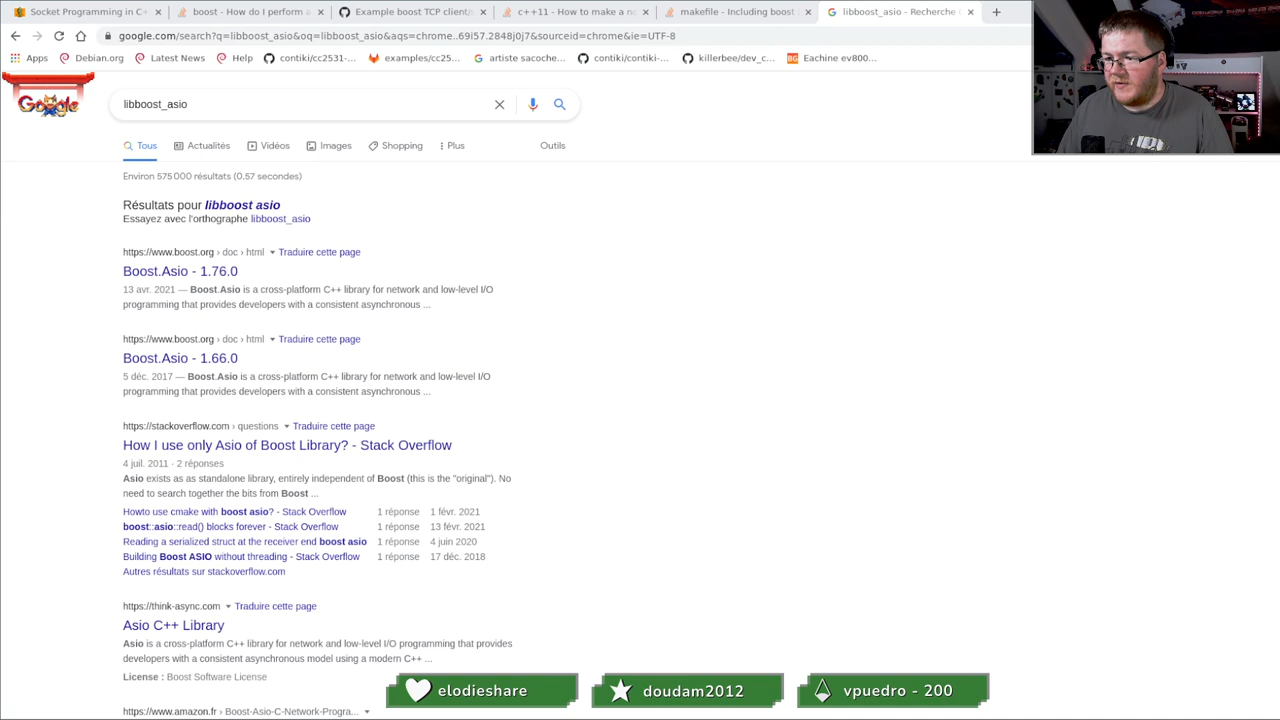 Socket Programming in C
boost - How do I perform a
Example boost TCP client/s
c++11 - How to make a no
makefile - Including boost
libboost_asio - Recherche
google.com/search?q=libboost_asio&oq=libboost_asio&aqs=chrome..69i57.2848j0j7&sourceid=chrome&ie=UTF-8
Apps
Debian.org
Latest News
Help
contiki/cc2531-...
examples/cc25...
artiste sacoche...
contiki/contiki-...
killerbee/dev_c...
Eachine ev800...
Google
libboost_asio
Tous
Actualités
Vidéos
Images
Shopping
Plus
Outils
Environ 575 000 résultats (0,57 secondes)
Résultats pour libboost asio
Essayez avec l'orthographe libboost_asio
https://www.boost.org › doc › html ▾ Traduire cette page
Boost.Asio - 1.76.0
13 avr. 2021 — Boost.Asio is a cross-platform C++ library for network and low-level I/O
programming that provides developers with a consistent asynchronous ...
https://www.boost.org › doc › html ▾ Traduire cette page
Boost.Asio - 1.66.0
5 déc. 2017 — Boost.Asio is a cross-platform C++ library for network and low-level I/O
programming that provides developers with a consistent asynchronous ...
https://stackoverflow.com › questions ▾ Traduire cette page
How I use only Asio of Boost Library? - Stack Overflow
4 juil. 2011 · 2 réponses
Asio exists as as standalone library, entirely independent of Boost (this is the "original"). No
need to search together the bits from Boost ...
Howto use cmake with boost asio? - Stack Overflow 1 réponse 1 févr. 2021
boost::asio::read() blocks forever - Stack Overflow 1 réponse 13 févr. 2021
Reading a serialized struct at the receiver end boost asio 1 réponse 4 juin 2020
Building Boost ASIO without threading - Stack Overflow 1 réponse 17 déc. 2018
Autres résultats sur stackoverflow.com
https://think-async.com ▾ Traduire cette page
Asio C++ Library
Asio is a cross-platform C++ library for network and low-level I/O programming that provides
developers with a consistent asynchronous model using a modern C++ ...
License : Boost Software License
https://www.amazon.fr › Boost-Asio-C-Network-Progra... ▾
elodieshare
doudam2012
vpuedro - 200